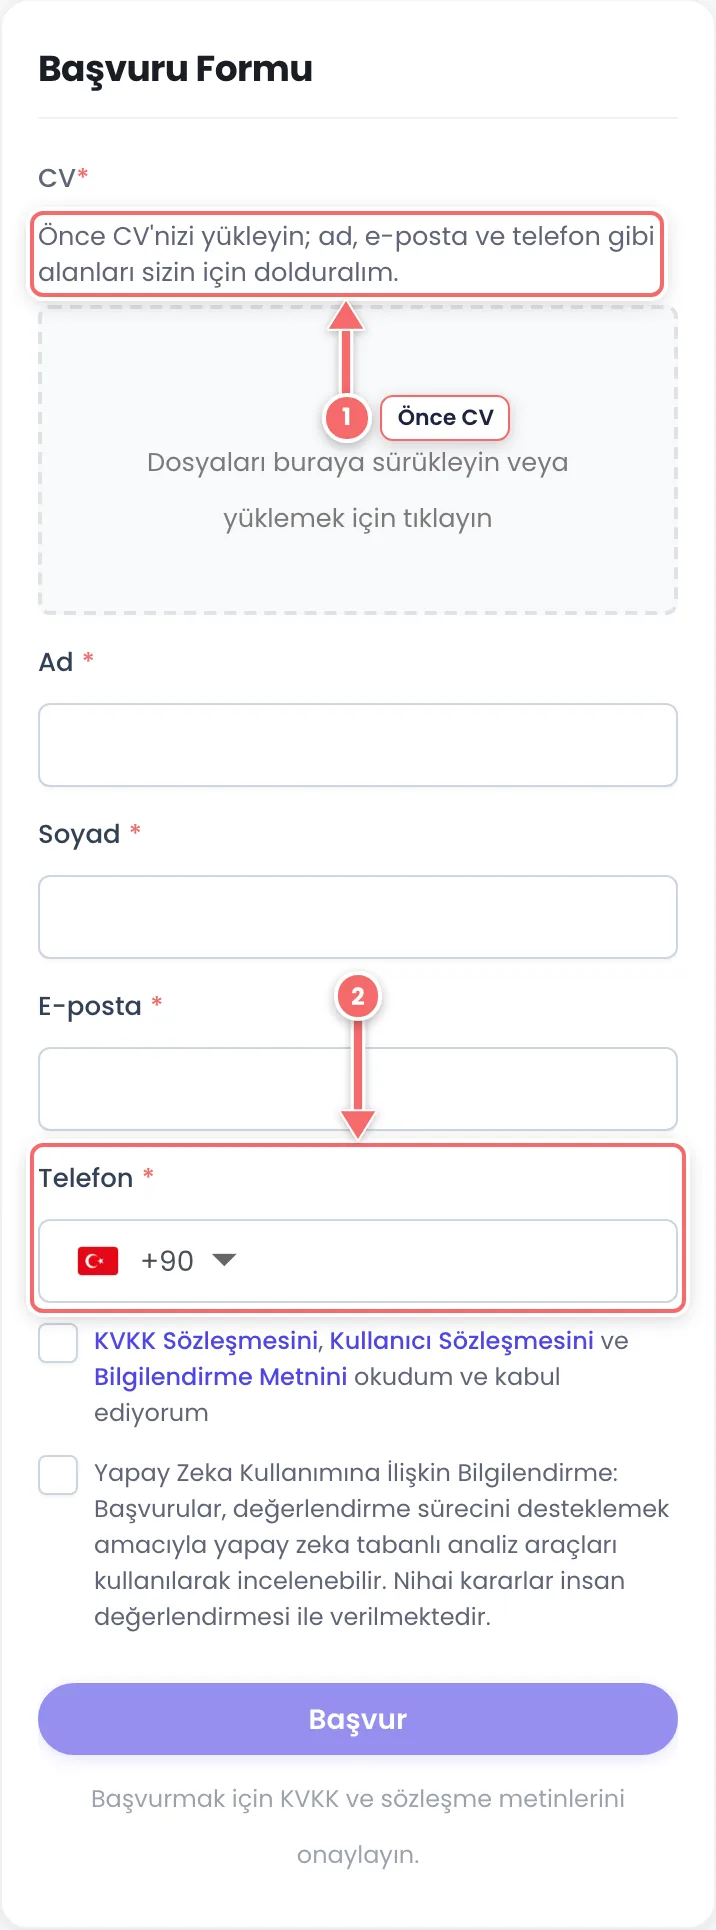 Başvuru Formu
CV*
Önce CV'nizi yükleyin; ad, e-posta ve telefon gibi
alanları sizin için dolduralım.
1
Önce CV
Dosyaları buraya sürükleyin veya
yüklemek için tıklayın
Ad *
Soyad *
E-posta *
2
Telefon *
+90
KVKK Sözleşmesini, Kullanıcı Sözleşmesini ve
Bilgilendirme Metnini okudum ve kabul
ediyorum
Yapay Zeka Kullanımına İlişkin Bilgilendirme:
Başvurular, değerlendirme sürecini desteklemek
amacıyla yapay zeka tabanlı analiz araçları
kullanılarak incelenebilir. Nihai kararlar insan
değerlendirmesi ile verilmektedir.
Başvur
Başvurmak için KVKK ve sözleşme metinlerini
onaylayın.